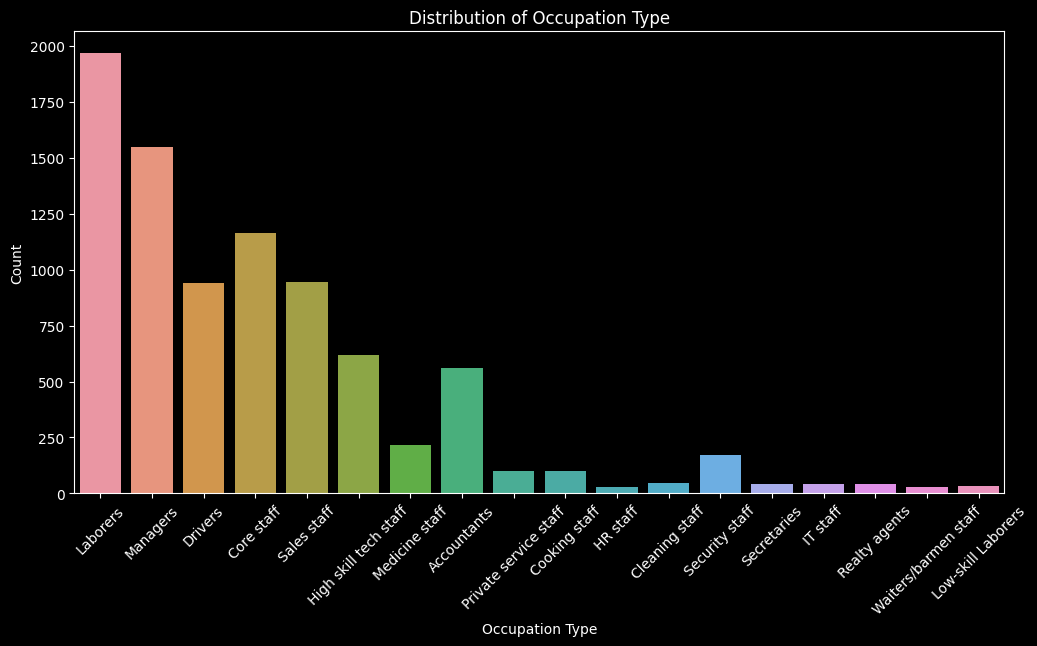 Distribution of Occupation Type
Count
2000
1750
1500
1250
1000
750
500
250
0
Laborers
Managers
Drivers
Core staff
Sales staff
High skill tech staff
Medicine staff
Accountants
Private service staff
Cooking staff
HR staff
Cleaning staff
Security staff
Secretaries
IT staff
Realty agents
Waiters/barmen staff
Low-skill Laborers
Occupation Type